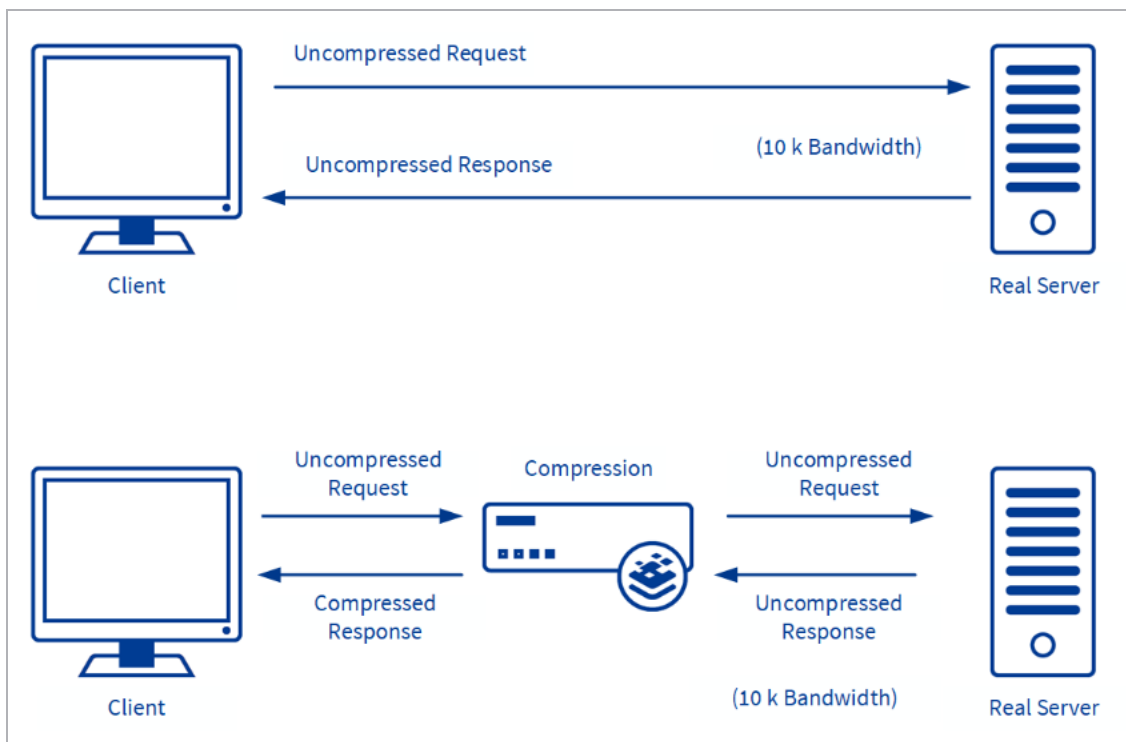 Uncompressed Request
(10 k Bandwidth)
Uncompressed Response
Client
Real Server
Uncompressed
Request
Compression
Uncompressed
Request
Compressed
Response
Uncompressed
Response
(10 k Bandwidth)
Client
Real Server